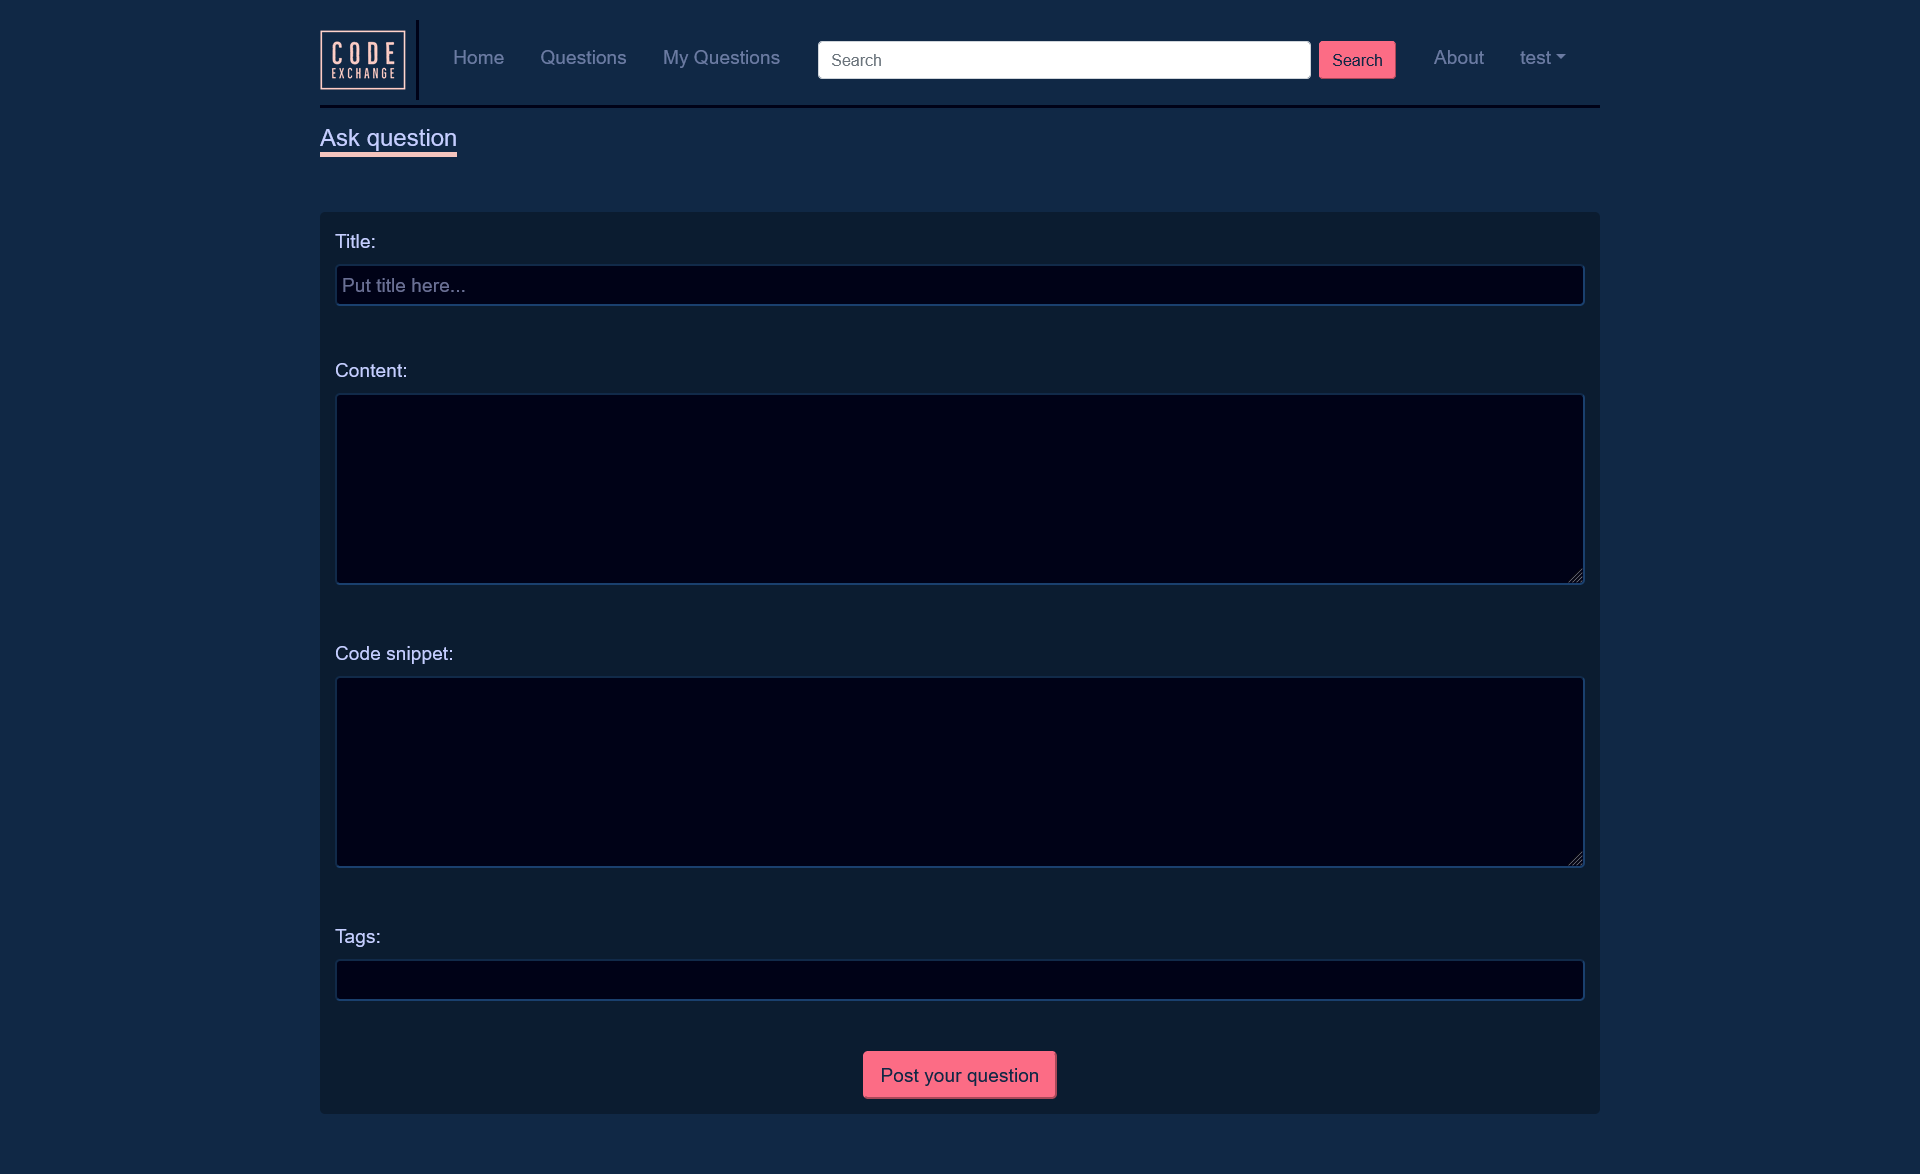 CODE
EXCHANGE
Home
Questions
My Questions
Search
Search
About
test
Ask question
Title:
Put title here...
Content:
Code snippet:
Tags:
Post your question